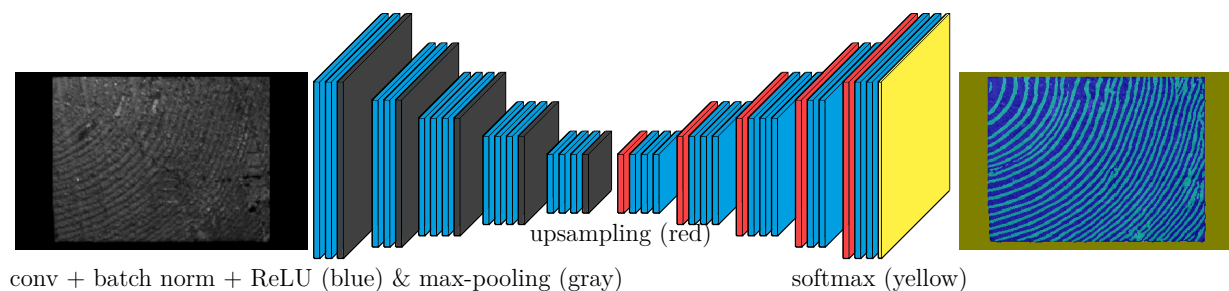 upsampling (red)
conv + batch norm + ReLU (blue) & max-pooling (gray)
softmax (yellow)